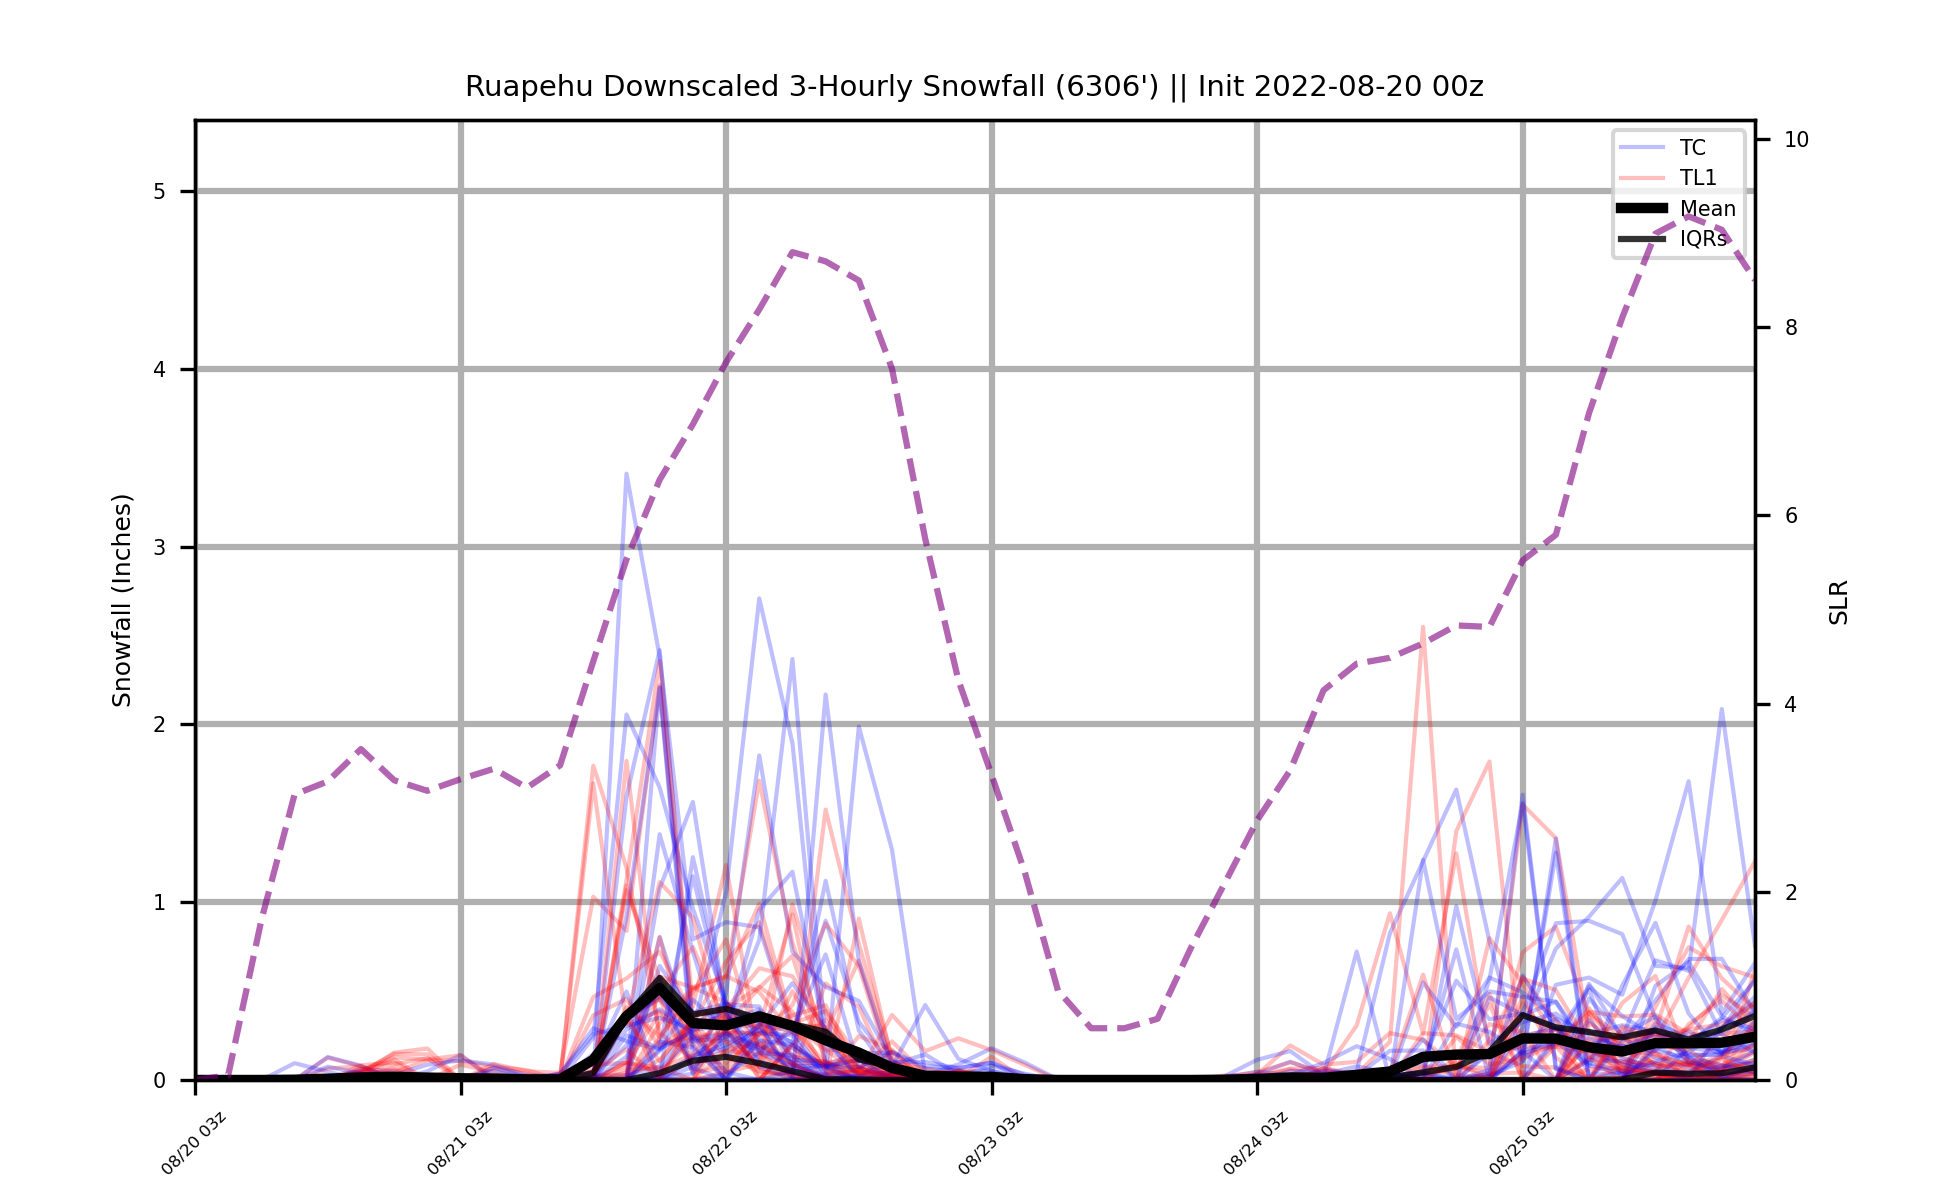 Ruapehu Downscaled 3-Hourly Snowfall (6306') || Init 2022-08-20 00z
TC
TL1
Mean
IQRs
Snowfall (Inches)
5
4
3
2
1
0
SLR
10
8
6
4
2
0
08/20 03z
08/21 03z
08/22 03z
08/23 03z
08/24 03z
08/25 03z